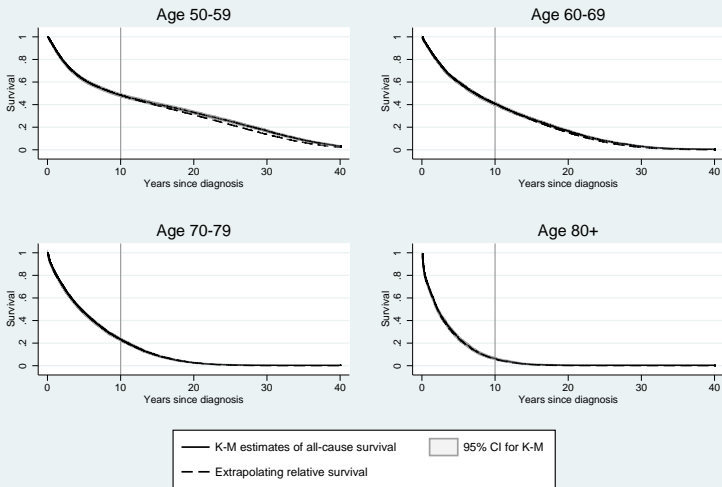 Age 50-59
Survival
1
.8
.6
.4
.2
0
0 10 20 30 40
Years since diagnosis
Age 60-69
Survival
1
.8
.6
.4
.2
0
0 10 20 30 40
Years since diagnosis
Age 70-79
Survival
1
.8
.6
.4
.2
0
0 10 20 30 40
Years since diagnosis
Age 80+
Survival
1
.8
.6
.4
.2
0
0 10 20 30 40
Years since diagnosis
K-M estimates of all-cause survival
95% CI for K-M
Extrapolating relative survival